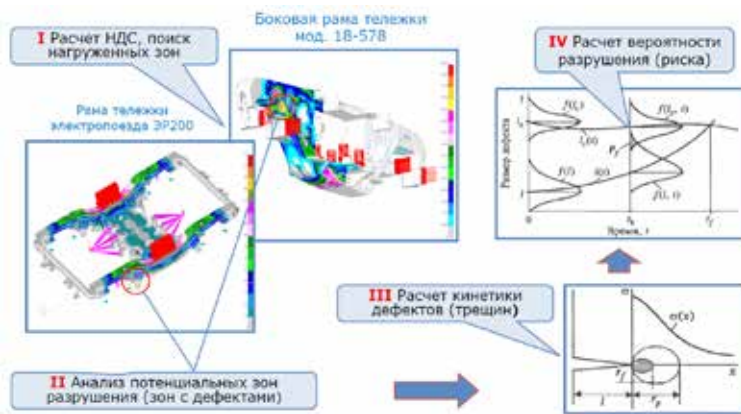 I Расчет НДС, поиск
нагруженных зон
Боковая рама тележки
мод. 18-578
IV Расчет вероятности
разрушения (риска)
Рама тележки
электропоезда ЭР200
Размер дефекта
0
Время, t
III Расчет кинетики
дефектов (трещин)
σ
σ(x)
x
l
II Анализ потенциальных зон
разрушения (зон с дефектами)